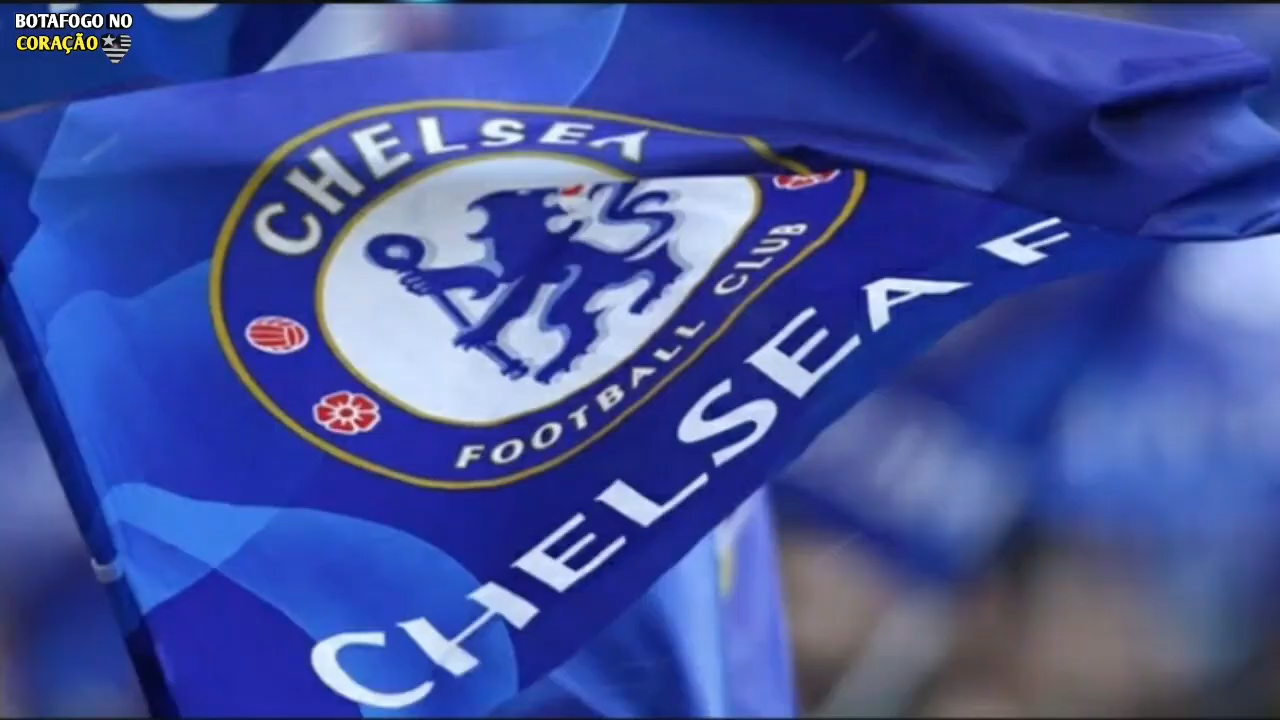 BOTAFOGO NO
CORAÇÃO
CHELSEA
FOOTBALL CLUB
CHELSEA F